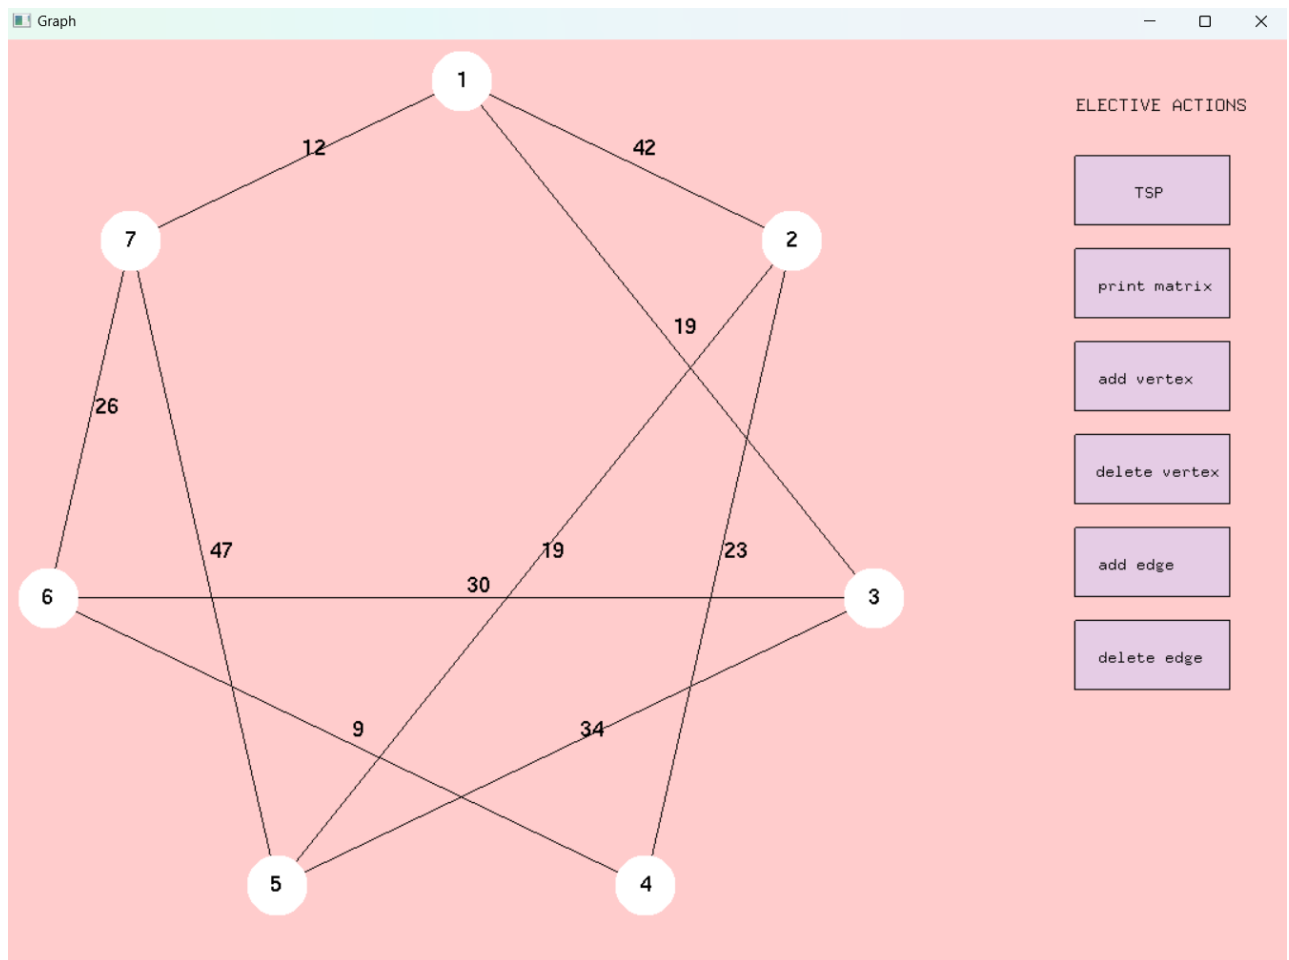 Graph
1
ELECTIVE ACTIONS
12
42
TSP
7
2
print matrix
19
add vertex
26
delete vertex
47
19
23
add edge
30
6
3
delete edge
9
34
5
4